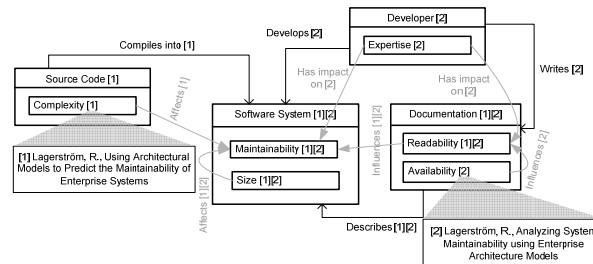 Developer [2]
Develops [2]
Expertise [2]
Compiles into [1]
Source Code [1]
Complexity [1]
Affects [1]
Has impact
on [2]
Has impact
on [2]
Writes [2]
Software System [1][2]
Maintainability [1][2]
Size [1][2]
Affects [1][2]
Influences [1][2]
Documentation [1][2]
Readability [1][2]
Availability [2]
Influences [2]
Describes [1][2]
[1] Lagerström, R., Using Architectural
Models to Predict the Maintainability of
Enterprise Systems
[2] Lagerström, R., Analyzing System
Maintainability using Enterprise
Architecture Models